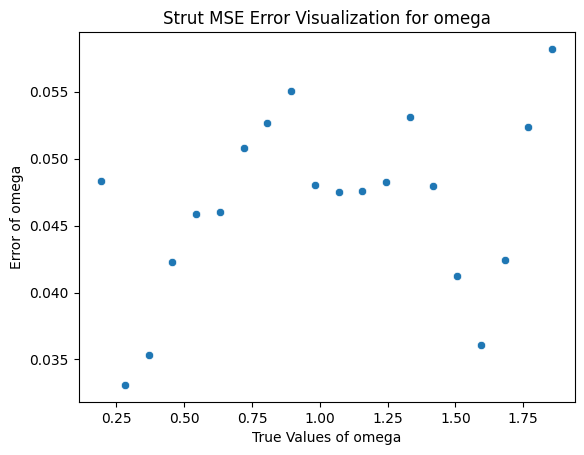 Strut MSE Error Visualization for omega
Error of omega
0.055
0.050
0.045
0.040
0.035
0.25 0.50 0.75 1.00 1.25 1.50 1.75
True Values of omega